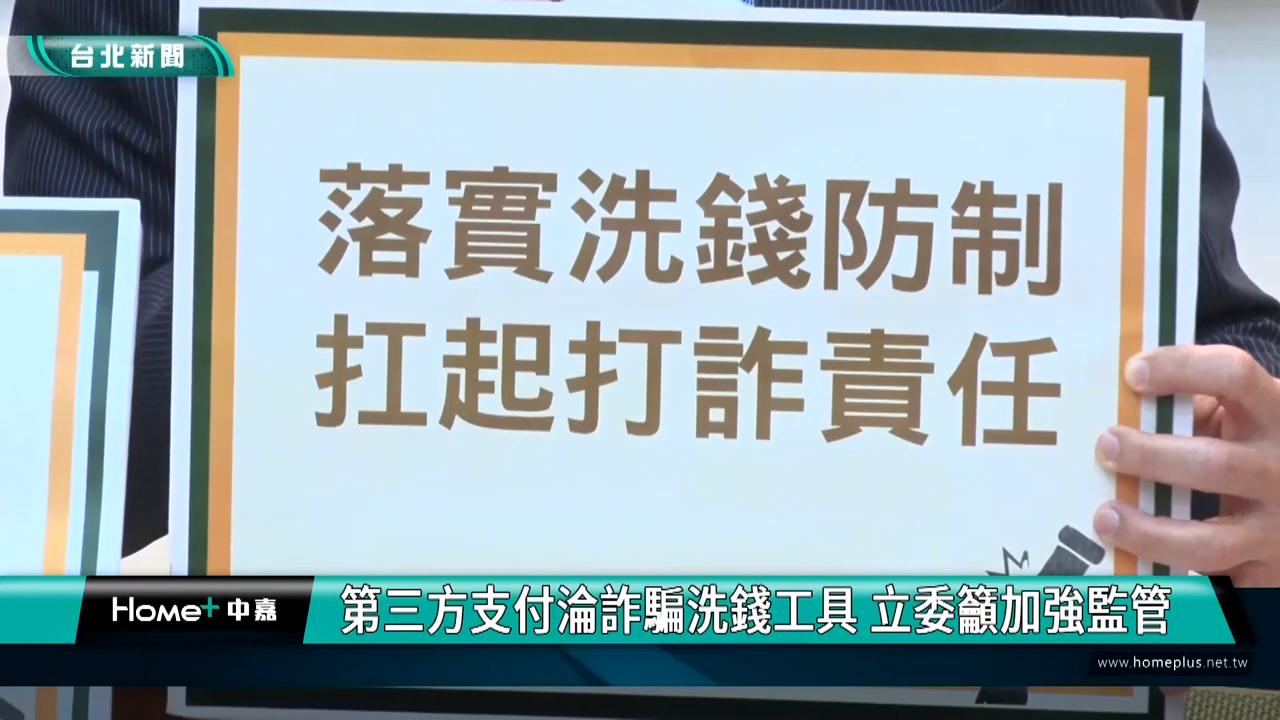 台北新聞
落實洗錢防制
扛起打詐責任
Home+ 中嘉
第三方支付淪詐騙洗錢工具 立委籲加強監管
www.homeplus.net.tw